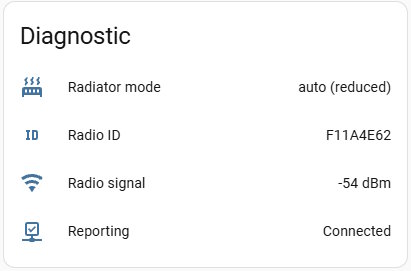 Diagnostic
Radiator mode auto (reduced)
ID Radio ID F11A4E62
Radio signal -54 dBm
Reporting Connected